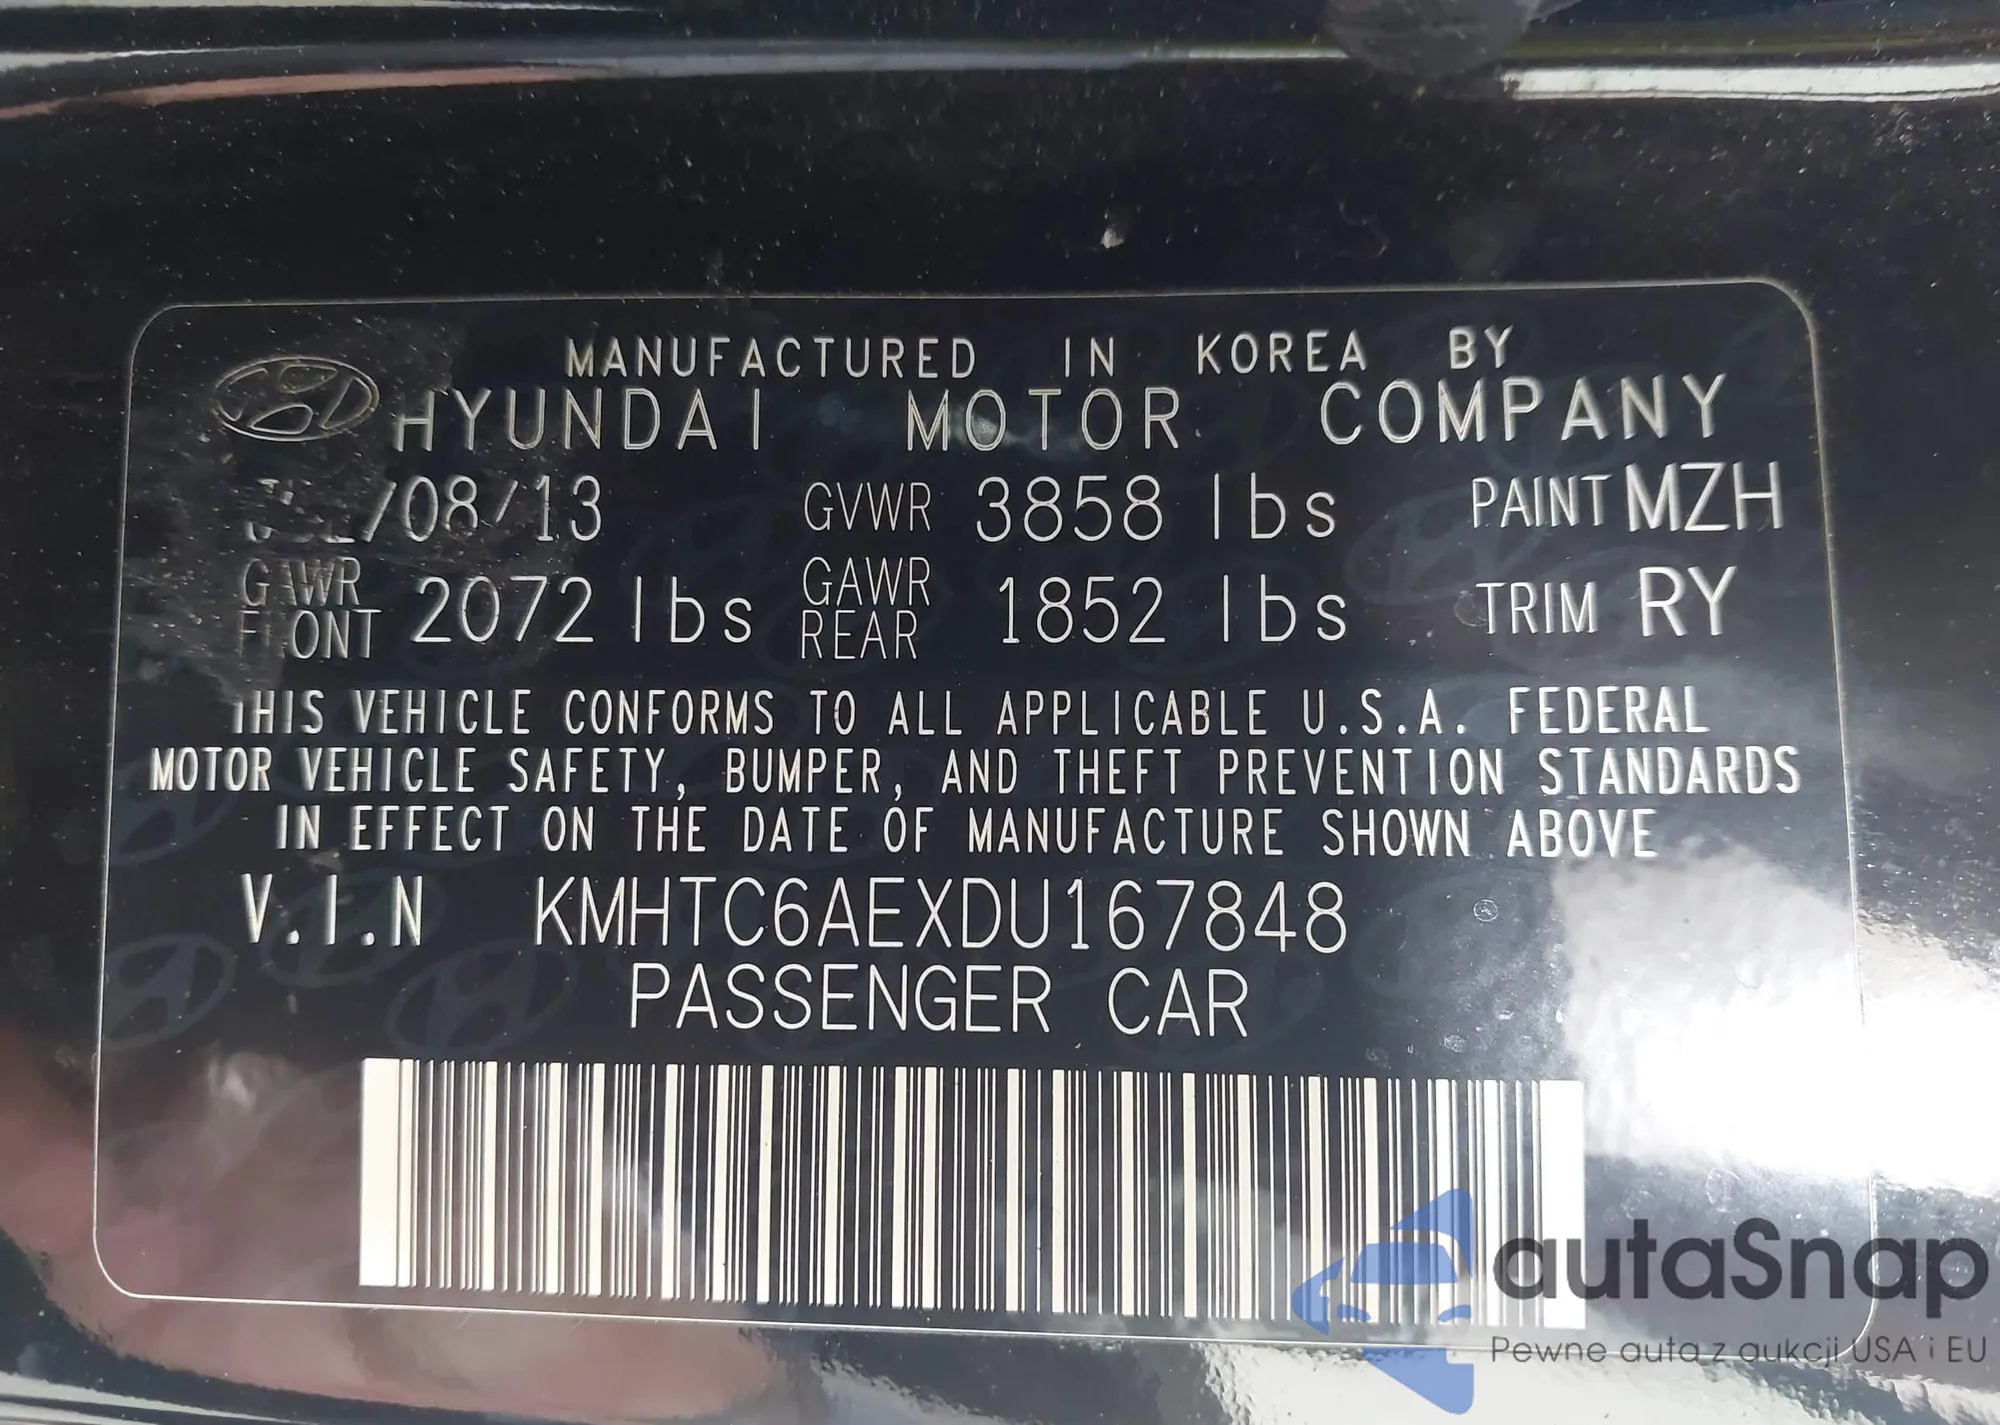 MANUFACTURED IN KOREA BY
HYUNDAI MOTOR COMPANY
/08/13 GVWR 3858 lbs PAINT MZH
GAWR FRONT 2072 lbs GAWR REAR 1852 lbs TRIM RY
THIS VEHICLE CONFORMS TO ALL APPLICABLE U.S.A. FEDERAL
MOTOR VEHICLE SAFETY, BUMPER, AND THEFT PREVENTION STANDARDS
IN EFFECT ON THE DATE OF MANUFACTURE SHOWN ABOVE
V.I.N KMHTC6AEXDU167848
PASSENGER CAR
autaSnap
Pewne auta z aukcji USA i EU